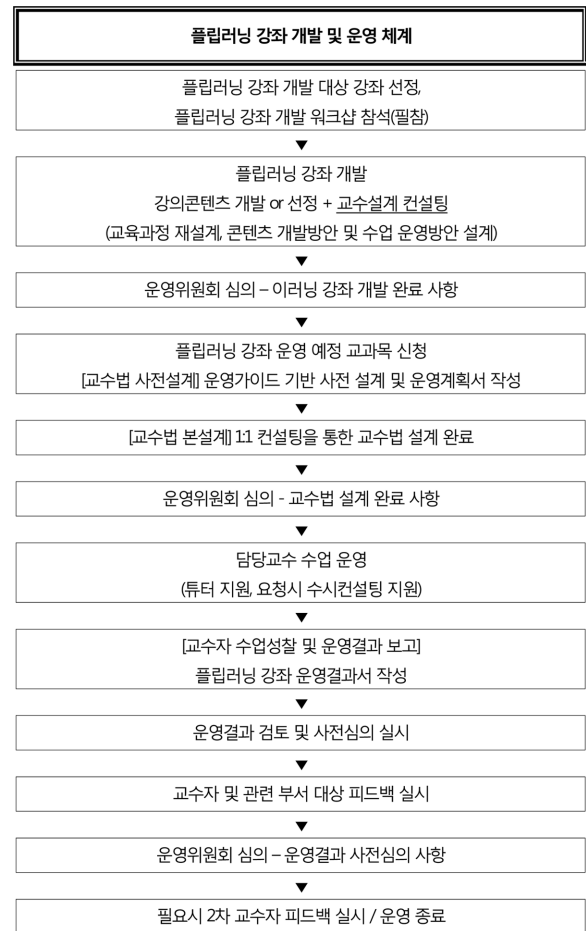 플립러닝 강좌 개발 및 운영 체계
플립러닝 강좌 개발 대상 강좌 선정,
플립러닝 강좌 개발 워크샵 참석(필참)
▼
플립러닝 강좌 개발
강의콘텐츠 개발 or 선정 + 교수설계 컨설팅
(교육과정 재설계, 콘텐츠 개발방안 및 수업 운영방안 설계)
▼
운영위원회 심의 – 이러닝 강좌 개발 완료 사항
▼
플립러닝 강좌 운영 예정 교과목 신청
[교수법 사전설계] 운영가이드 기반 사전 설계 및 운영계획서 작성
▼
[교수법 본설계] 1:1 컨설팅을 통한 교수법 설계 완료
▼
운영위원회 심의 - 교수법 설계 완료 사항
▼
담당교수 수업 운영
(튜터 지원, 요청시 수시컨설팅 지원)
▼
[교수자 수업성찰 및 운영결과 보고]
플립러닝 강좌 운영결과서 작성
▼
운영결과 검토 및 사전심의 실시
▼
교수자 및 관련 부서 대상 피드백 실시
▼
운영위원회 심의 – 운영결과 사전심의 사항
▼
필요시 2차 교수자 피드백 실시 / 운영 종료